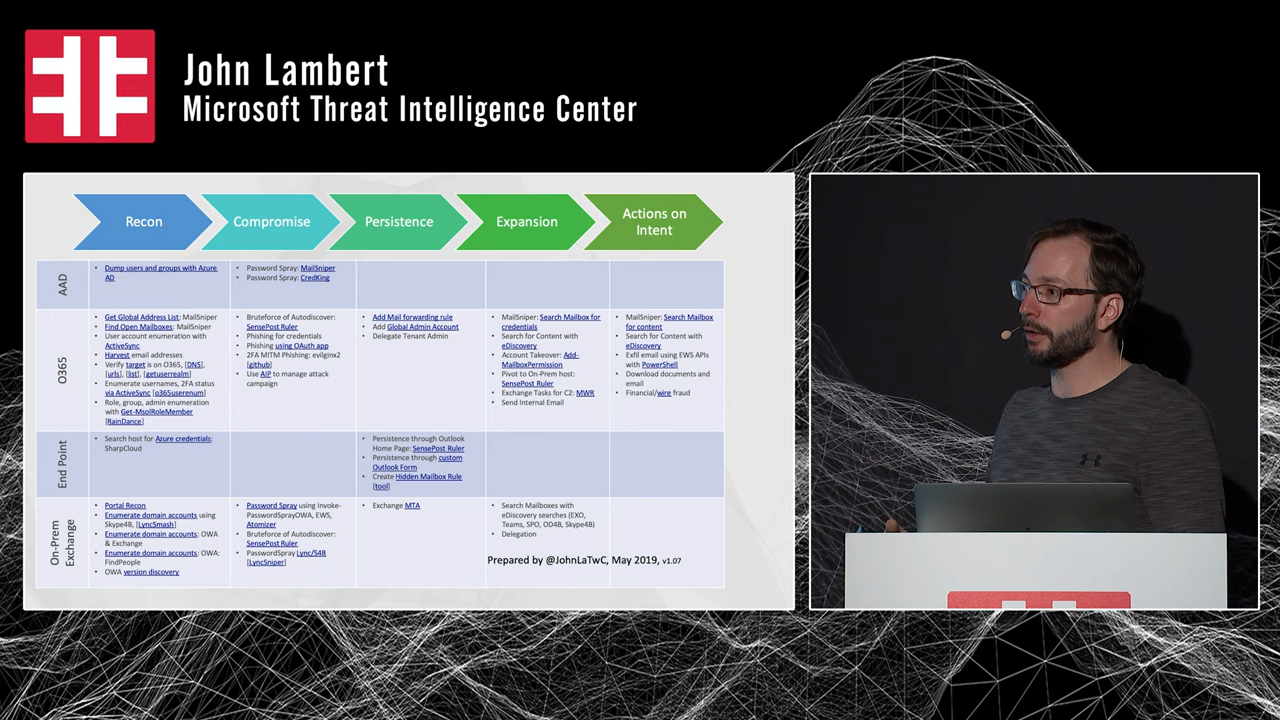 John Lambert
Microsoft Threat Intelligence Center
Recon
Compromise
Persistence
Expansion
Actions on
Intent
AAD
• Dump users and groups with Azure
AD
• Password Spray: MailSniper
• Password Spray: CredKing
O365
• Get Global Address List: MailSniper
• Find Open Mailboxes: MailSniper
• User account enumeration with
ActiveSync
• Harvest email addresses
• Verify target is on O365, [DNS],
[urls], [list], [getuserrealm]
• Enumerate usernames, 2FA status
via ActiveSync [o365userenum]
• Role, group, admin enumeration
with Get-MsolRoleMember
[RainDance]
• Bruteforce of Autodiscover:
SensePost Ruler
• Phishing for credentials
• Phishing using OAuth app
• 2FA MITM Phishing: evilginx2
[github]
• Use AIP to manage attack
campaign
• Add Mail forwarding rule
• Add Global Admin Account
• Delegate Tenant Admin
• MailSniper: Search Mailbox for
credentials
• Search for Content with
eDiscovery
• Account Takeover: Add-
MailboxPermission
• Pivot to On-Prem host:
SensePost Ruler
• Exchange Tasks for C2: MWR
• Send Internal Email
• MailSniper: Search Mailbox
for content
• Search for Content with
eDiscovery
• Exfil email using EWS APIs
with PowerShell
• Download documents and
email
• Financial/wire fraud
End Point
• Search host for Azure credentials:
SharpCloud
• Persistence through Outlook
Home Page: SensePost Ruler
• Persistence through custom
Outlook Form
• Create Hidden Mailbox Rule
[tool]
On-Prem
Exchange
• Portal Recon
• Enumerate domain accounts using
Skype4B, [LyncSmash]
• Enumerate domain accounts: OWA
& Exchange
• Enumerate domain accounts: OWA:
FindPeople
• OWA version discovery
• Password Spray using Invoke-
PasswordSprayOWA, EWS,
Atomizer
• Bruteforce of Autodiscover:
SensePost Ruler
• PasswordSpray Lync/S4B
[LyncSniper]
• Exchange MTA
• Search Mailboxes with
eDiscovery searches (EXO,
Teams, SPO, OD4B, Skype4B)
• Delegation
Prepared by @JohnLaTwC, May 2019, v1.07